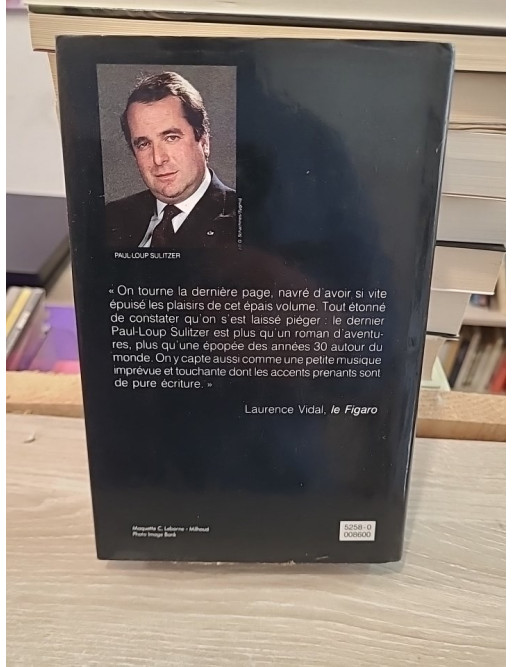 PAUL-LOUP SULITZER
« On tourne la dernière page, navré d'avoir si vite
épuisé les plaisirs de cet épais volume. Tout étonné
de constater qu'on s'est laissé piéger : le dernier
Paul-Loup Sulitzer est plus qu'un roman d'aventu-
res, plus qu'une épopée des années 30 autour du
monde. On y capte aussi comme une petite musique
imprévue et touchante dont les accents prenants sont
de pure écriture. »
Laurence Vidal, le Figaro
Maquette C. Leborne - Milhaud
Photo Image Bank
5258-0
008600